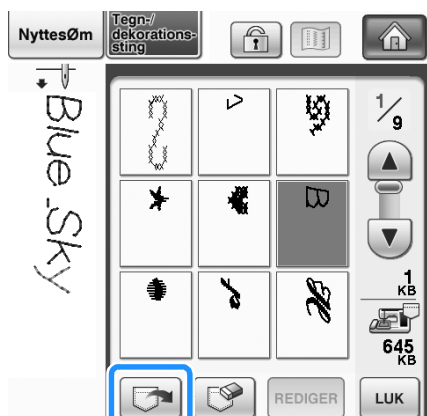 NyttesØm
Tegn-/
dekorations-
sting
Blue Sky
1/9
1
KB
645
KB
REDIGER
LUK